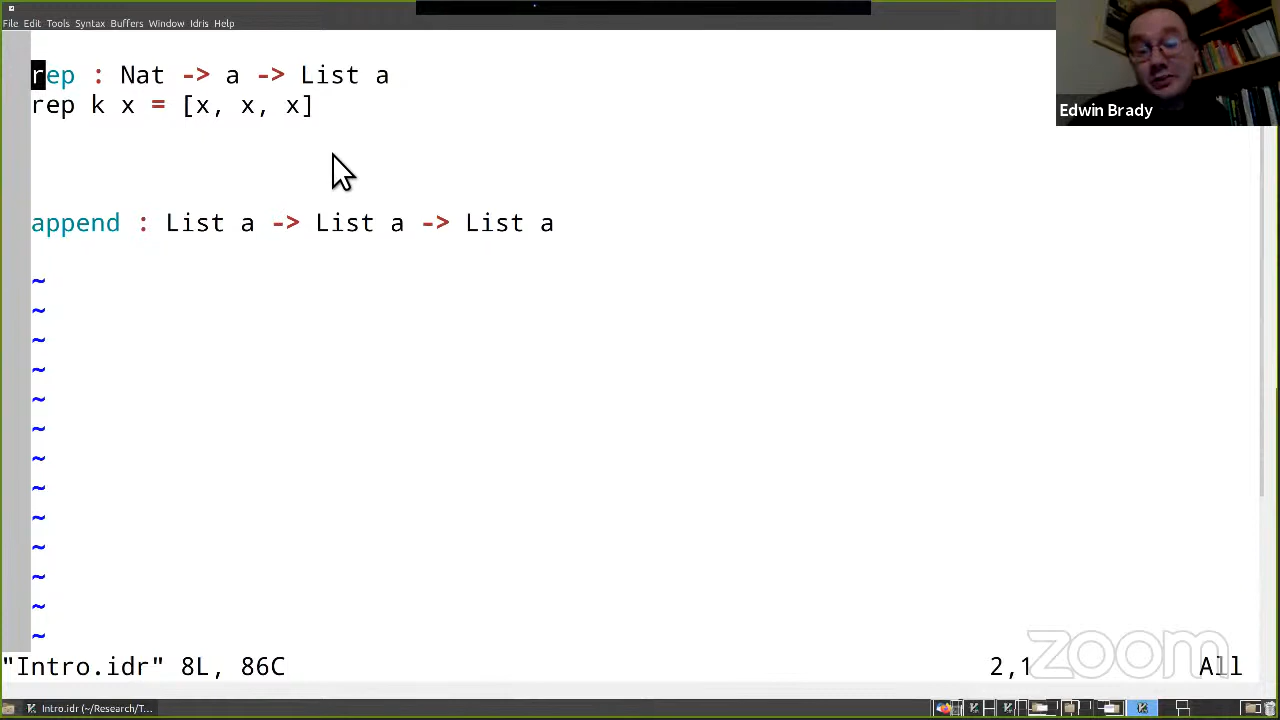 File Edit Tools Syntax Buffers Window Idris Help
rep : Nat -> a -> List a
rep k x = [x, x, x]
Edwin Brady
append : List a -> List a -> List a
~
~
~
~
~
~
~
~
~
~
~
~
~
zoom
"Intro.idr" 8L, 86C 2,1 All
Intro.idr (~/Research/T...